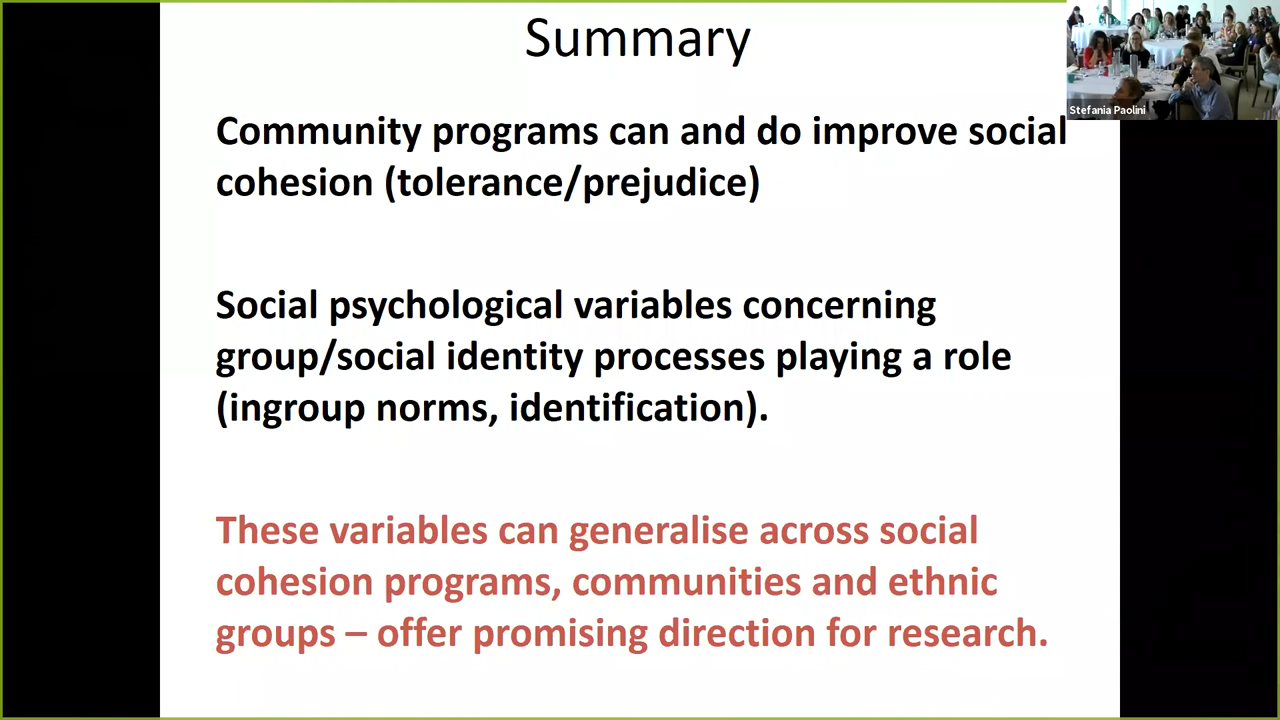 Summary
Stefania Paolini
Community programs can and do improve social
cohesion (tolerance/prejudice)
Social psychological variables concerning
group/social identity processes playing a role
(ingroup norms, identification).
These variables can generalise across social
cohesion programs, communities and ethnic
groups – offer promising direction for research.